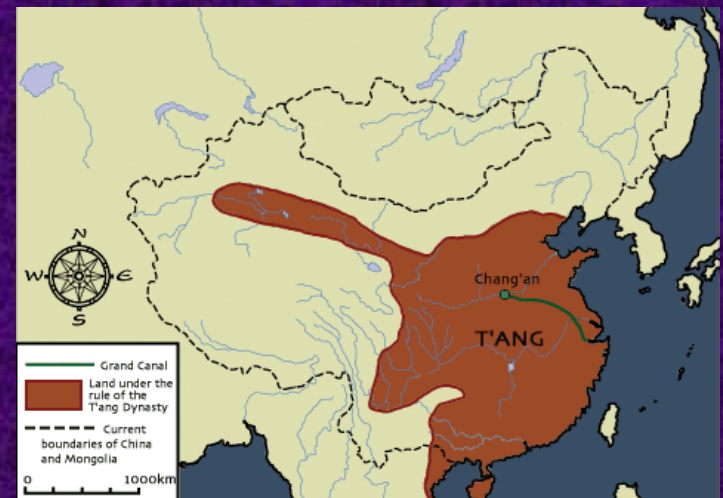 N
W E
S
Chang'an
T'ANG
Grand Canal
Land under the
rule of the
T'ang Dynasty
Current
boundaries of China
and Mongolia
0 1000km